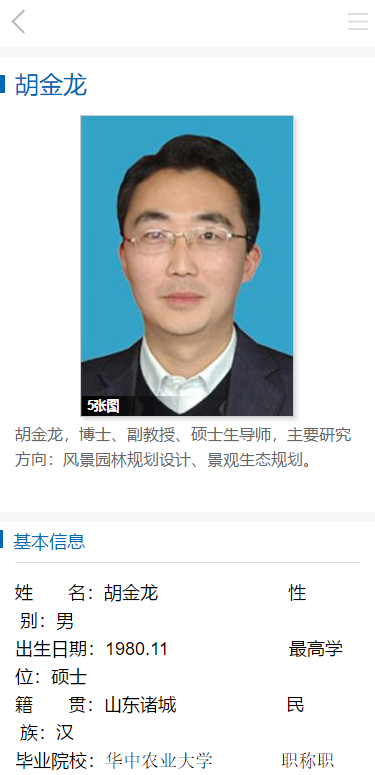 胡金龙
5张图
胡金龙，博士、副教授、硕士生导师，主要研究
方向：风景园林规划设计、景观生态规划。
基本信息
姓 名：胡金龙 性
别：男
出生日期：1980.11 最高学
位：硕士
籍 贯：山东诸城 民
族：汉
毕业院校：华中农业大学 职称职